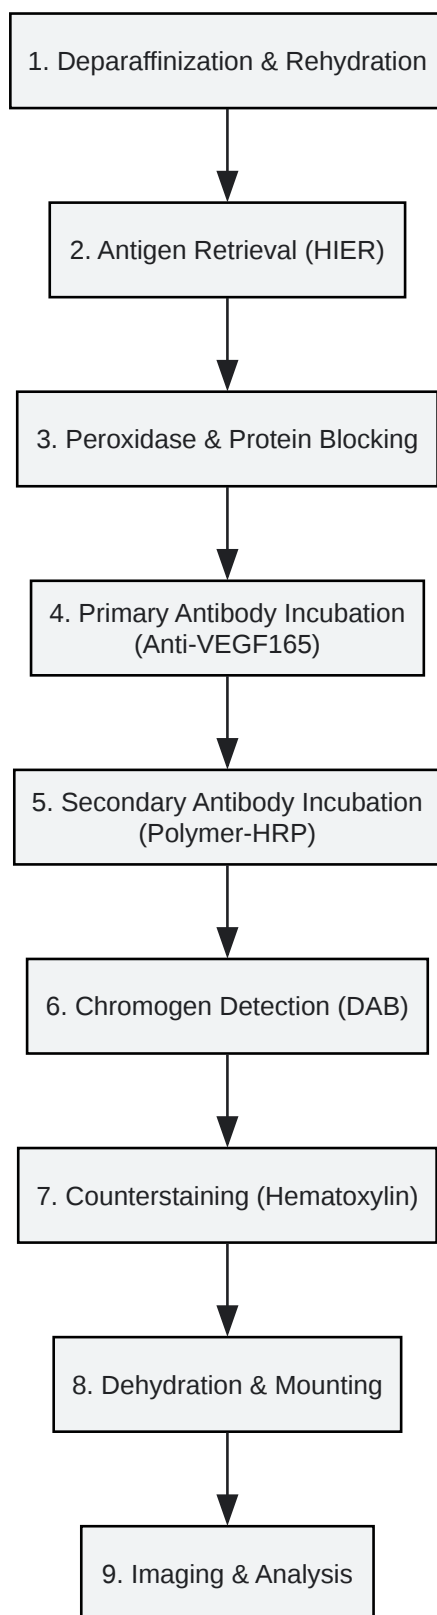 1. Deparaffinization & Rehydration
2. Antigen Retrieval (HIER)
3. Peroxidase & Protein Blocking
4. Primary Antibody Incubation
(Anti-VEGF165)
5. Secondary Antibody Incubation
(Polymer-HRP)
6. Chromogen Detection (DAB)
7. Counterstaining (Hematoxylin)
8. Dehydration & Mounting
9. Imaging & Analysis